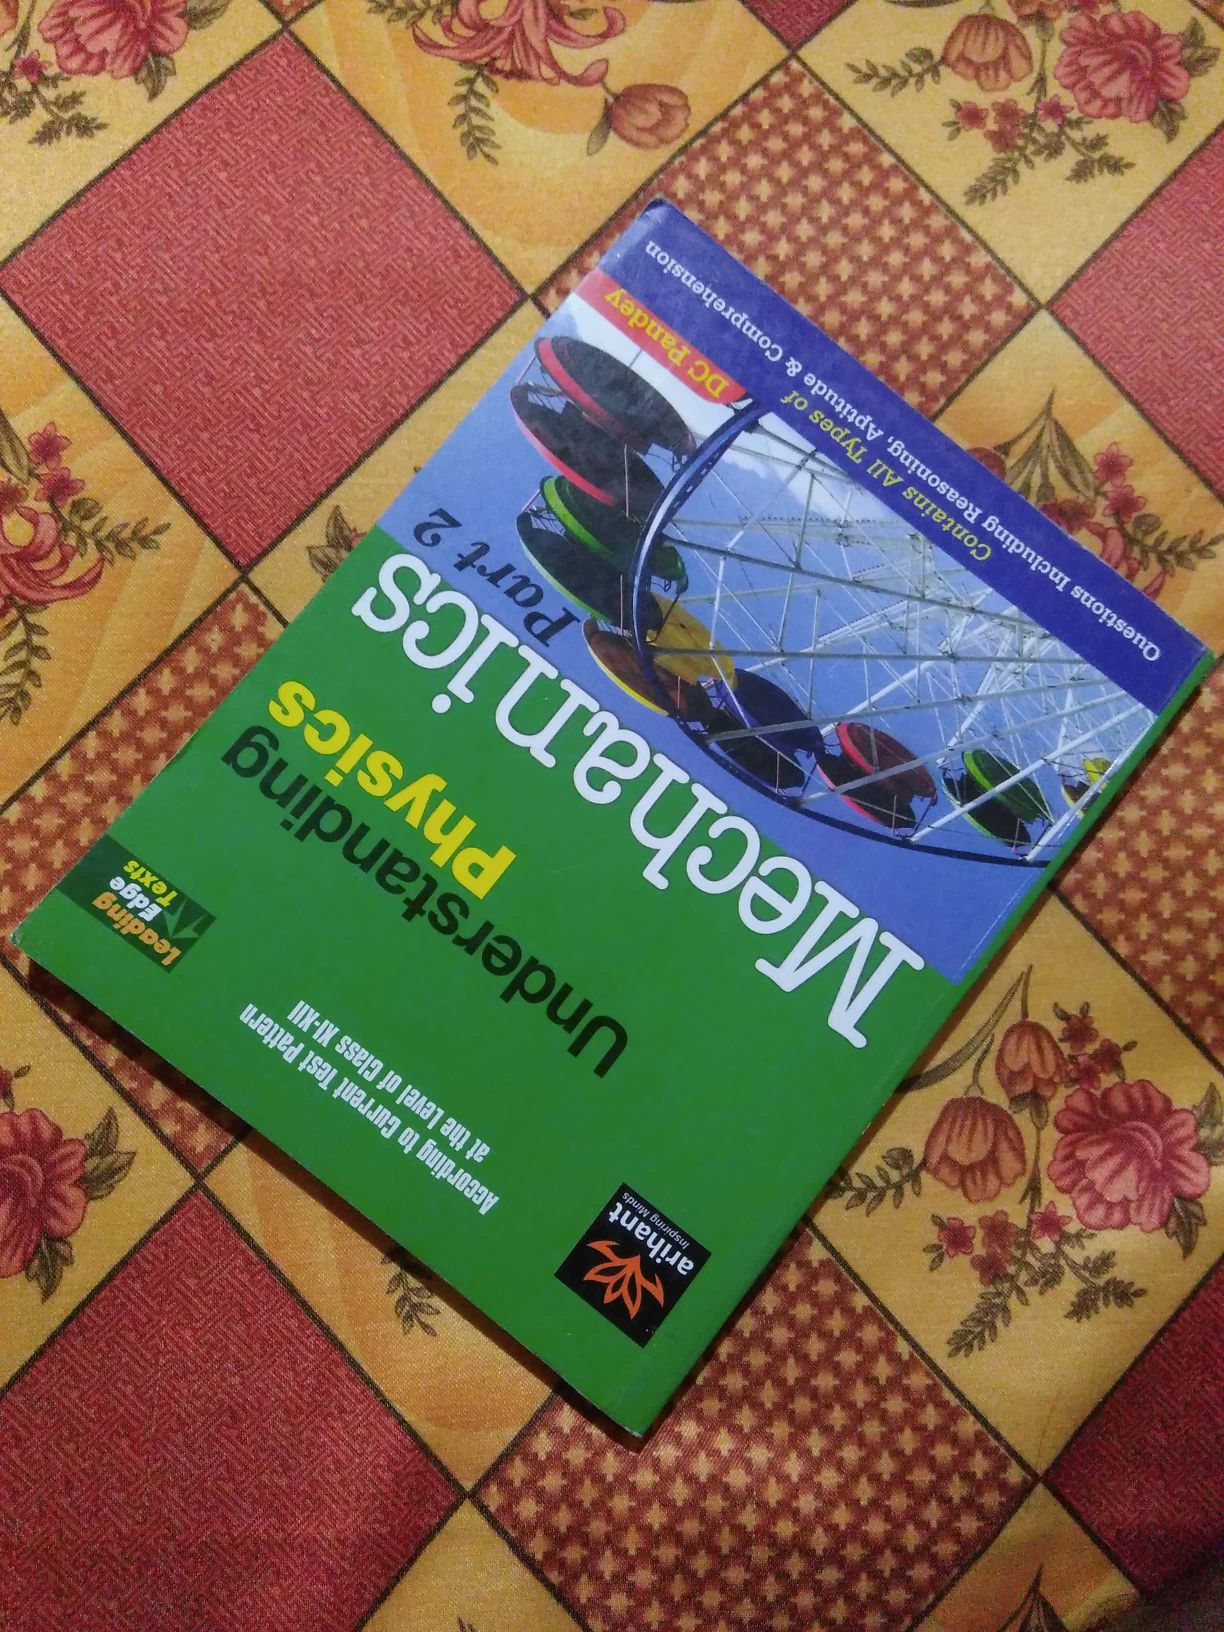 arihant
Inspiring Minds
According to Current Test Pattern
at the Level of Class XI-XII
Leading
Edge
Texts
Understanding
Physics
Mechanics
Part 2
DC Pandey
Contains All Types of
Questions Including Reasoning, Aptitude & Comprehension